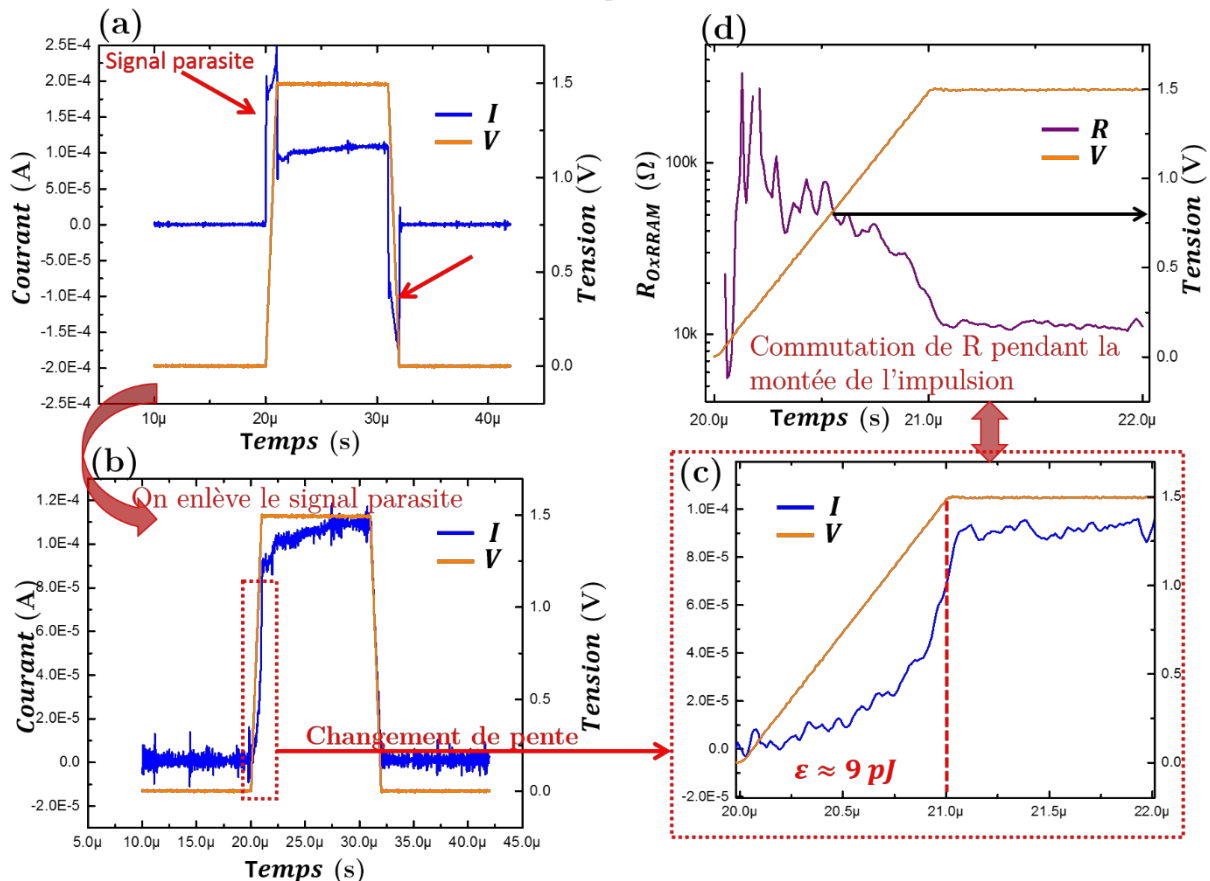 (a)
2.5E-4
2.0E-4
1.5E-4
1.0E-4
5.0E-5
0.0
-5.0E-5
-1.0E-4
-1.5E-4
-2.0E-4
-2.5E-4
Courant (A)
Signal parasite
I
V
1.5
1.0
0.5
0.0
Tension (V)
10µ 20µ 30µ 40µ
Temps (s)
(d)
100k
10k
R_OxRRAM (Ω)
R
V
1.5
1.0
0.5
0.0
Tension (V)
Commutation de R pendant la
montée de l'impulsion
20.0µ 21.0µ 22.0µ
Temps (s)
(b)
On enlève le signal parasite
1.2E-4
1.0E-4
8.0E-5
6.0E-5
4.0E-5
2.0E-5
0.0
-2.0E-5
Courant (A)
I
V
1.5
1.0
0.5
0.0
Tension (V)
Changement de pente
5.0µ 10.0µ 15.0µ 20.0µ 25.0µ 30.0µ 35.0µ 40.0µ 45.0µ
Temps (s)
(c)
1.0E-4
8.0E-5
6.0E-5
4.0E-5
2.0E-5
0.0
-2.0E-5
I
V
1.5
1.0
0.5
0.0
ε ≈ 9 pJ
20.0µ 20.5µ 21.0µ 21.5µ 22.0µ